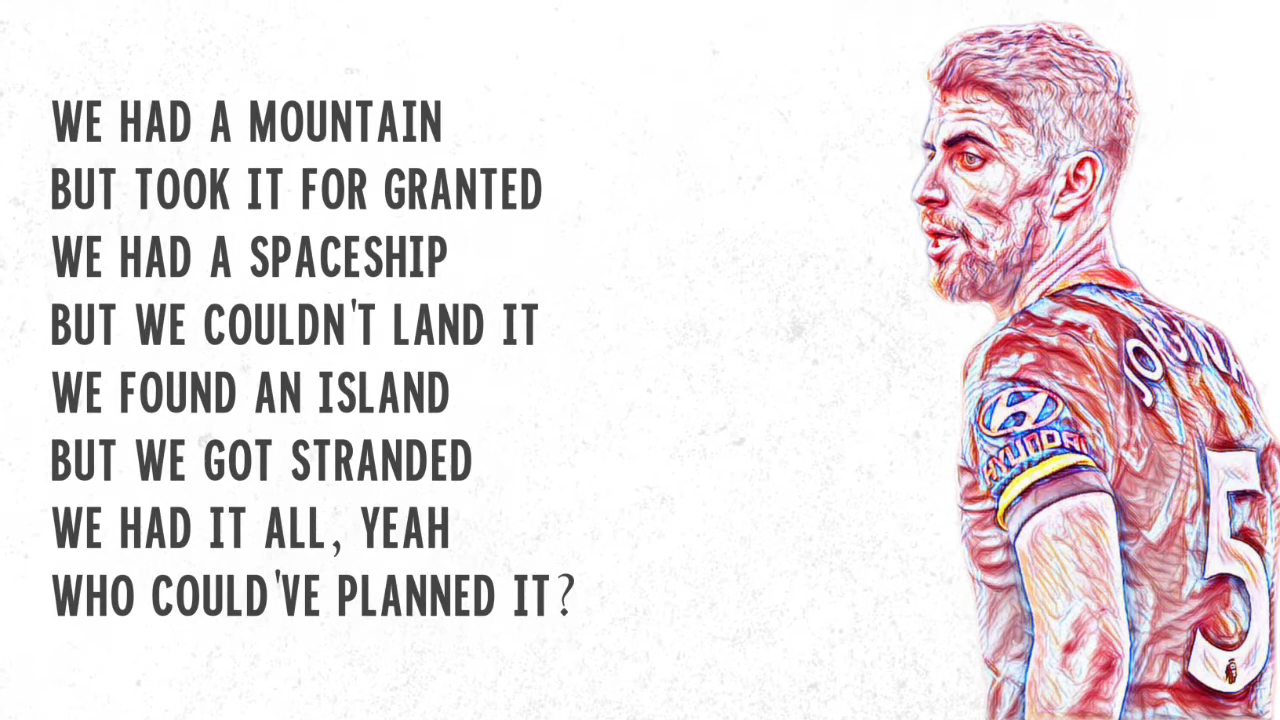 WE HAD A MOUNTAIN
BUT TOOK IT FOR GRANTED
WE HAD A SPACESHIP
BUT WE COULDN'T LAND IT
WE FOUND AN ISLAND
BUT WE GOT STRANDED
WE HAD IT ALL, YEAH
WHO COULD'VE PLANNED IT?
HYUNDAI
5